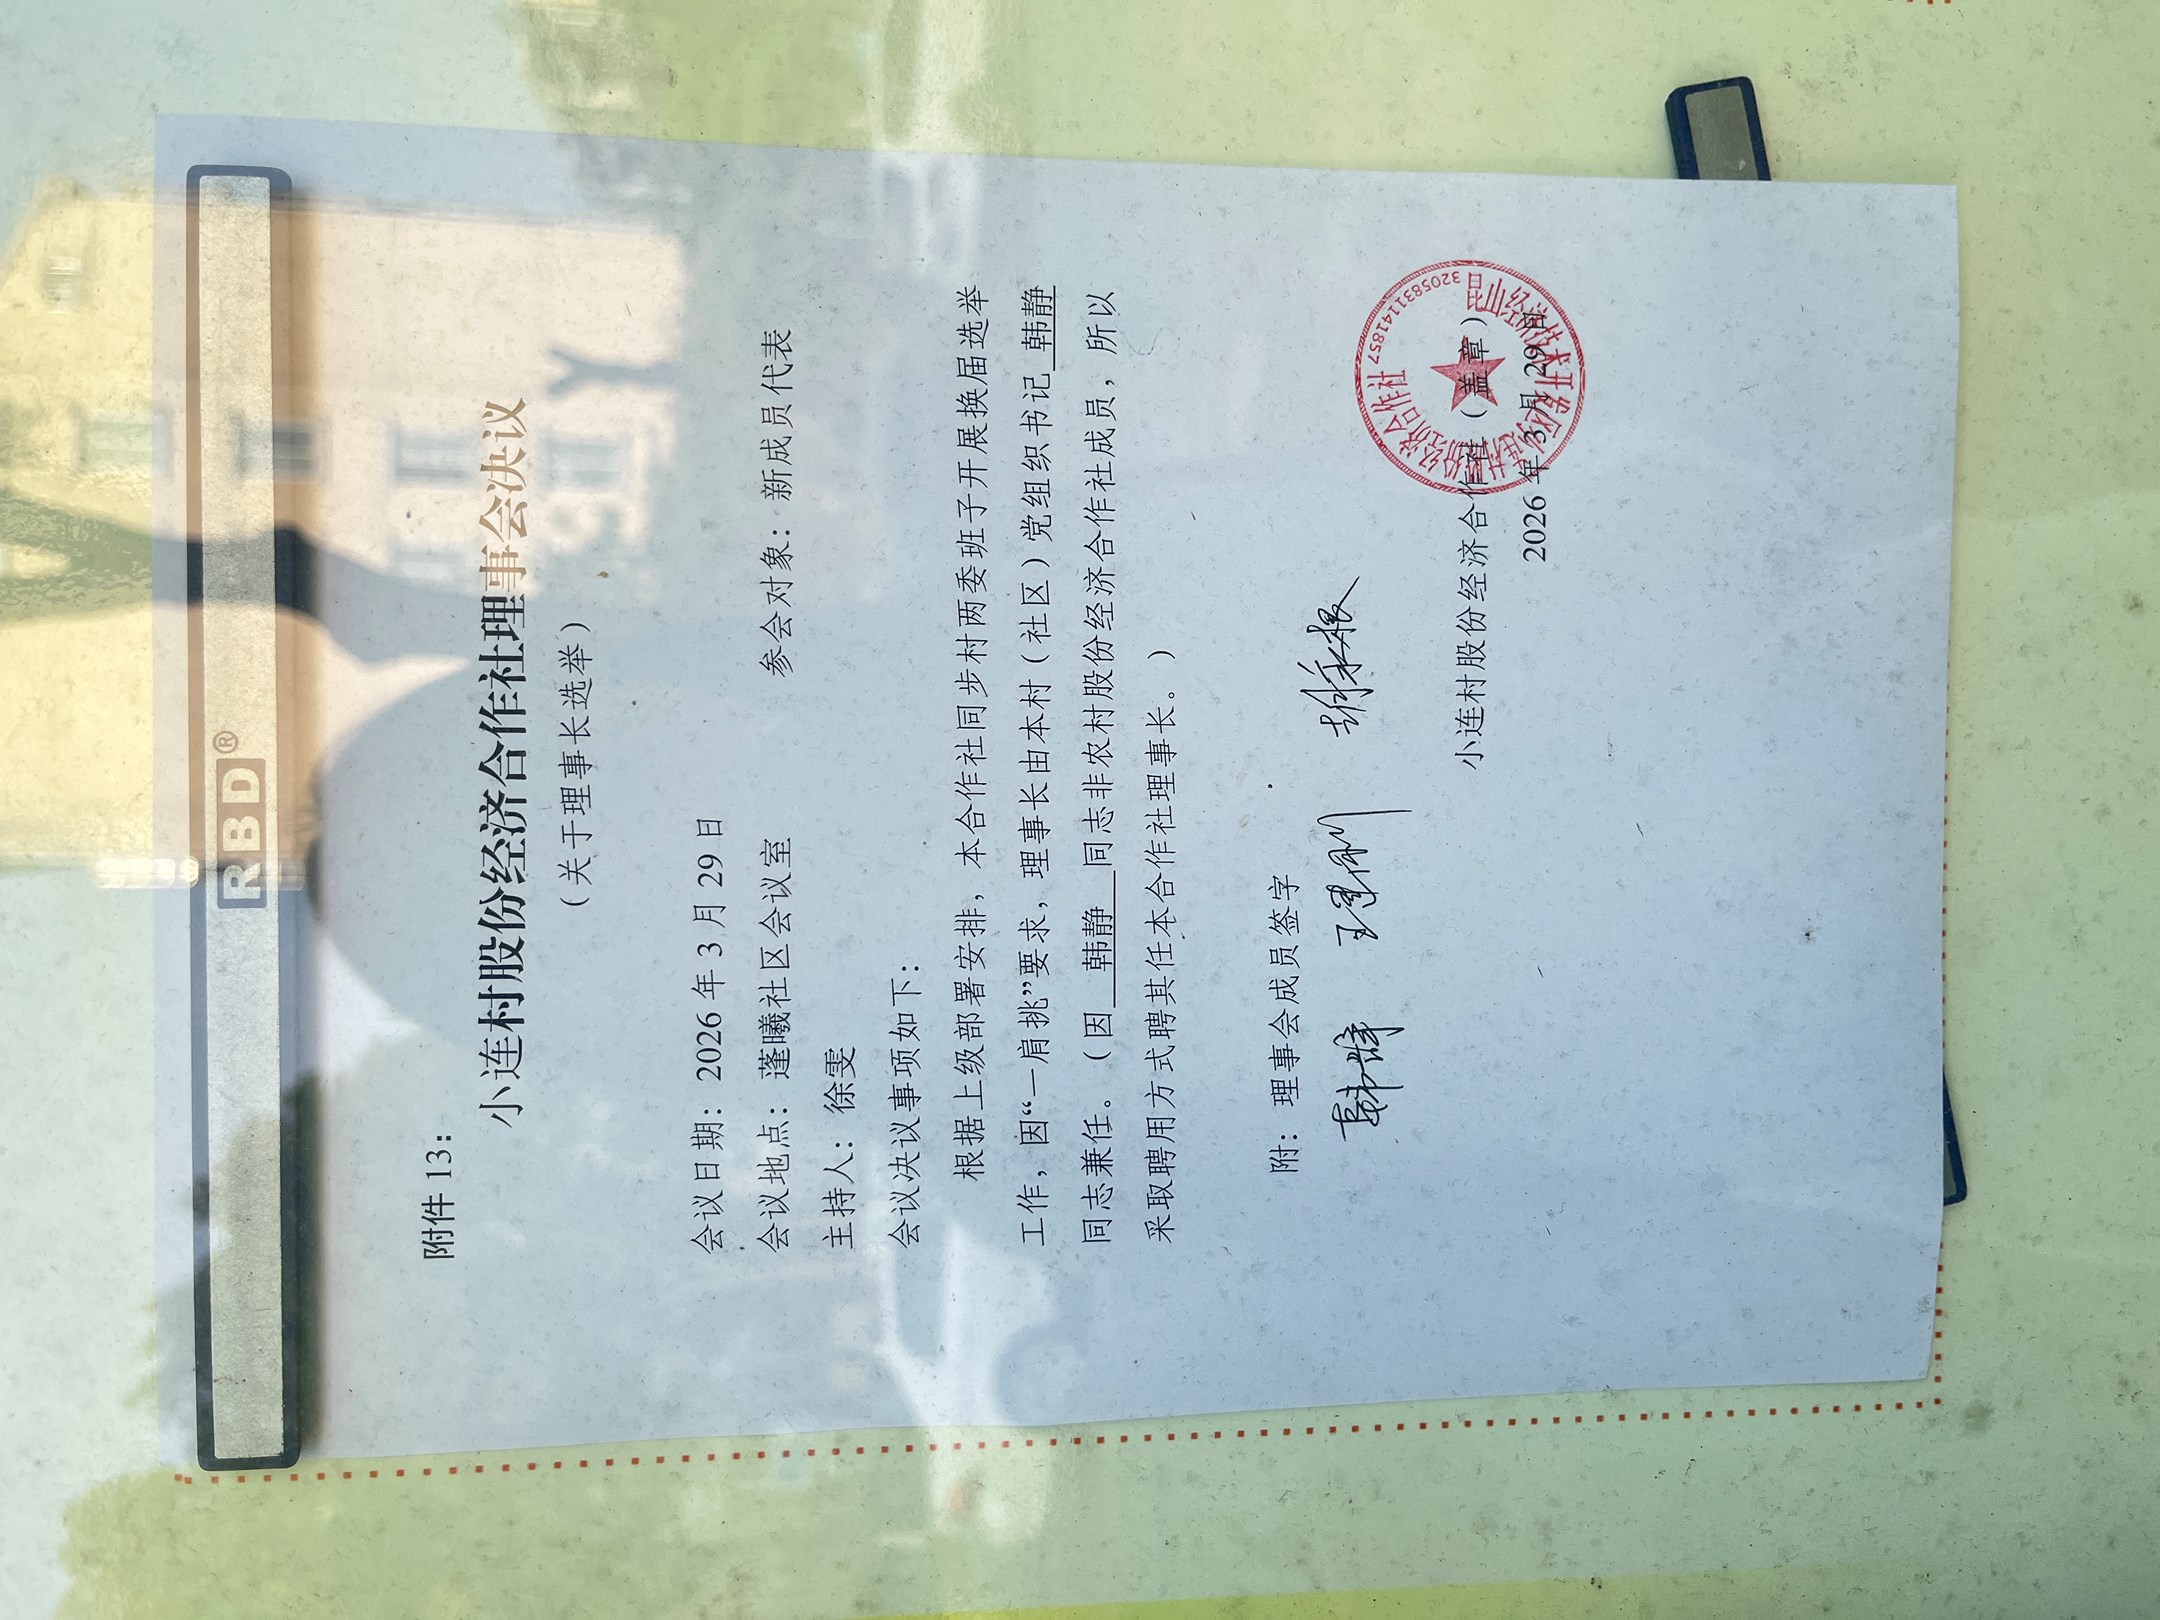 RBD®
附件 13：
小连村股份经济合作社理事会决议
（关于理事长选举）
会议日期：2026 年 3 月 29 日
会议地点：蓬曦社区会议室 参会对象：新成员代表
主持人：徐雯
会议决议事项如下：
根据上级部署安排，本合作社同步村两委班子开展换届选举
工作，因“一肩挑”要求，理事长由本村（社区）党组织书记 韩静
同志兼任。（因 韩静 同志非农村股份经济合作社成员，所以
采取聘用方式聘其任本合作社理事长。）
附：理事会成员签字
韩静
小连村股份经济合作社（盖章）
2026 年 3 月 29 日
3205831141857